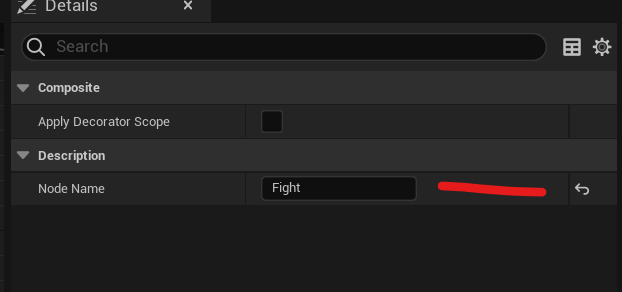 Details
Search
Composite
Apply Decorator Scope
Description
Node Name
Fight